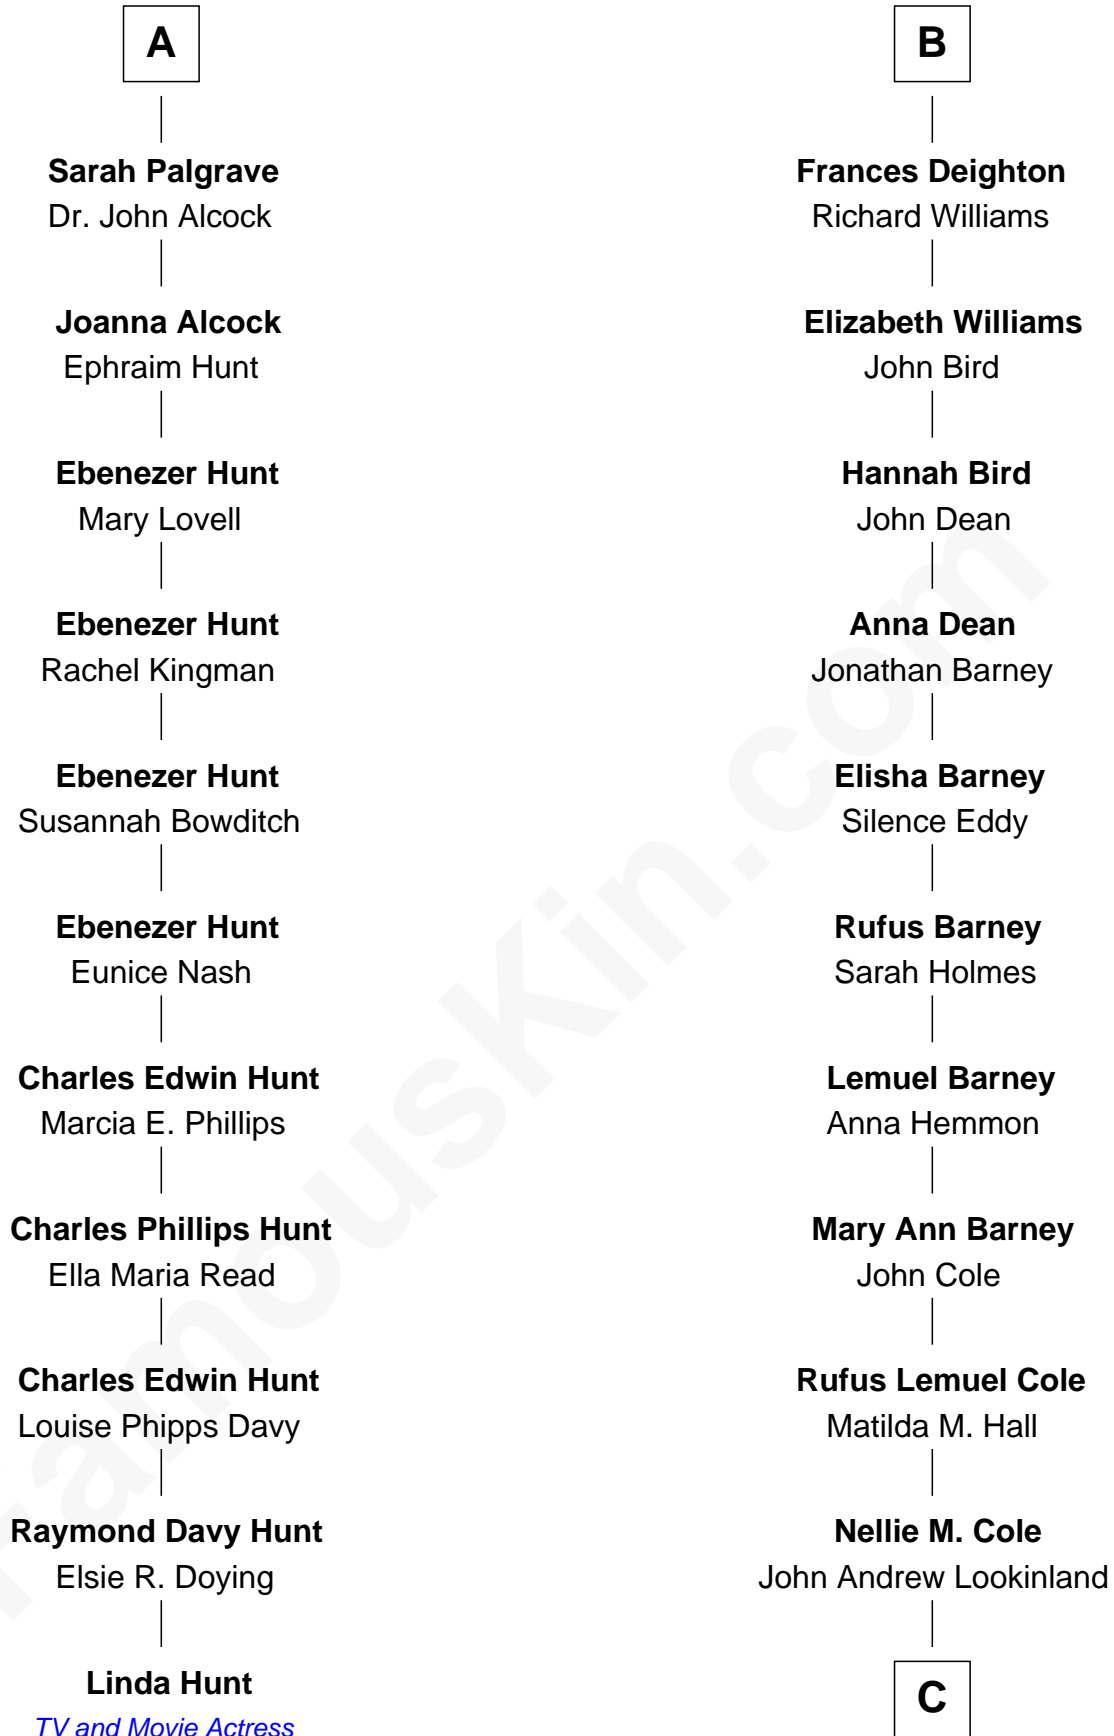 A
Sarah Palgrave
Dr. John Alcock
Joanna Alcock
Ephraim Hunt
Ebenezer Hunt
Mary Lovell
Ebenezer Hunt
Rachel Kingman
Ebenezer Hunt
Susannah Bowditch
Ebenezer Hunt
Eunice Nash
Charles Edwin Hunt
Marcia E. Phillips
Charles Phillips Hunt
Ella Maria Read
Charles Edwin Hunt
Louise Phipps Davy
Raymond Davy Hunt
Elsie R. Doying
Linda Hunt
TV and Movie Actress
B
Frances Deighton
Richard Williams
Elizabeth Williams
John Bird
Hannah Bird
John Dean
Anna Dean
Jonathan Barney
Elisha Barney
Silence Eddy
Rufus Barney
Sarah Holmes
Lemuel Barney
Anna Hemmon
Mary Ann Barney
John Cole
Rufus Lemuel Cole
Matilda M. Hall
Nellie M. Cole
John Andrew Lookinland
C
FamousKin.com